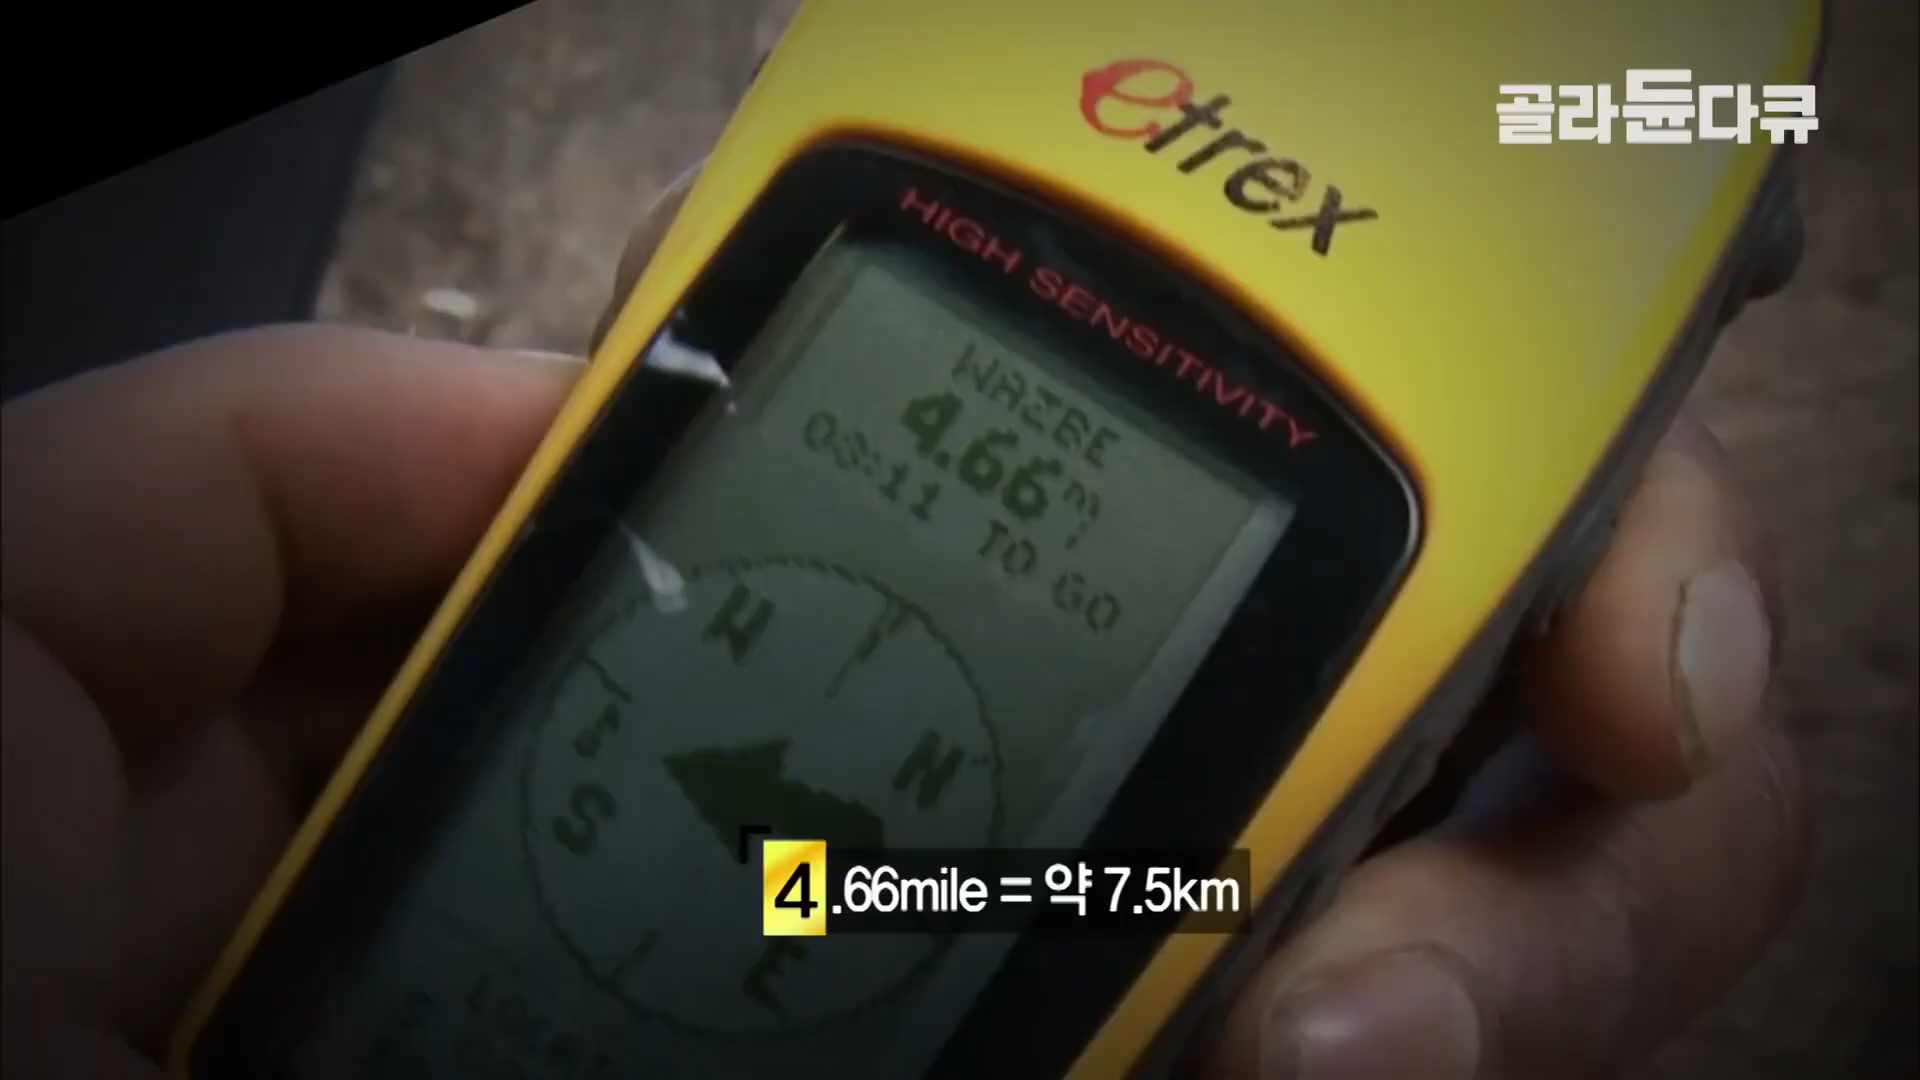 골라듄다큐
etrex
HIGH SENSITIVITY
4.66
TO GO
W
N
S
E
4.66mile = 약 7.5km